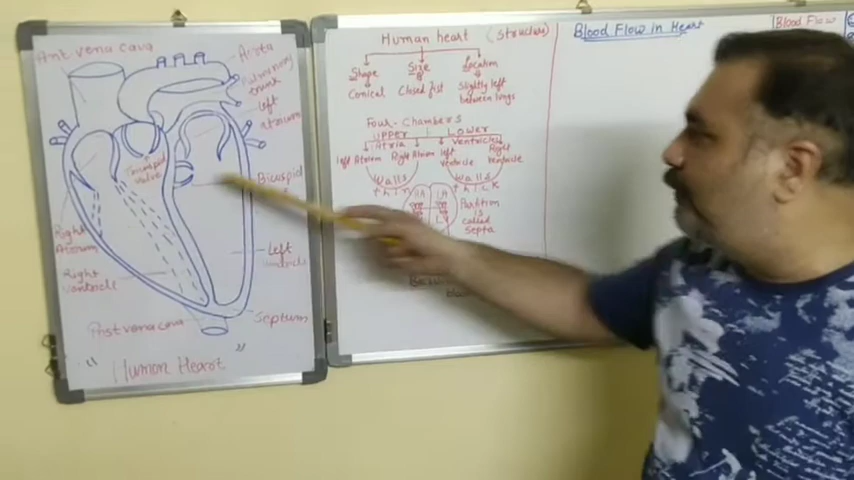 Ant vena Cava
Aorta
Pulmonary
trunk
left
atrium
Tricuspid
valve
Bicuspid
Right
Atrium
Right
ventricle
Left
ventricle
Post vena cava
Septum
" Human Heart "
Human heart (Structure)
Shape
Size
Location
Conical
Closed fist
Slightly left
between lungs
Four-Chambers
UPPER
LOWER
Atria
Ventricles
left Atrium
Right Atrium
left
ventricle
Right
ventricle
Walls
thin
Walls
thick
Partition
is
called
Septa
Blood Flow in Heart
Blood Flow